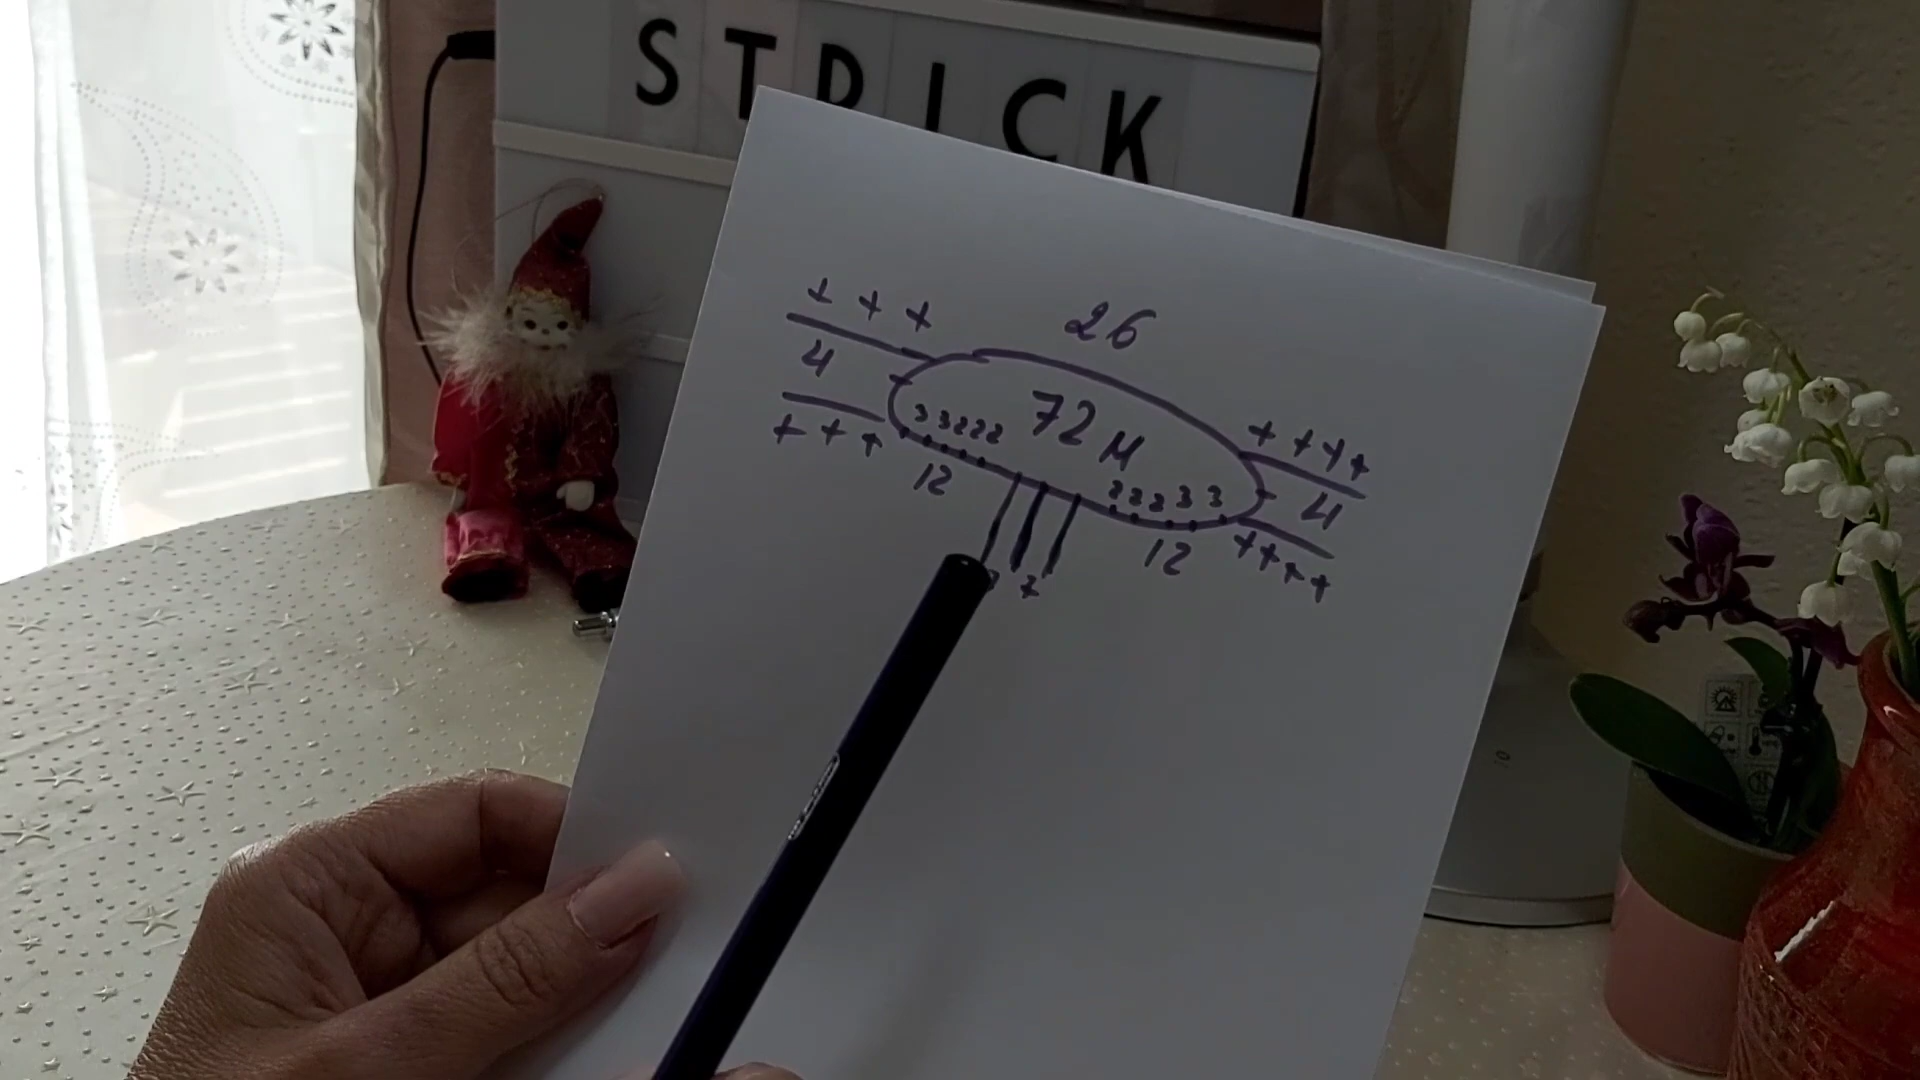 STRICK
+ + +
26
4
+ + +
3 3 2 2 2
72 M
12
+ + + +
2 2 2 3 3
4
12
+ + + +